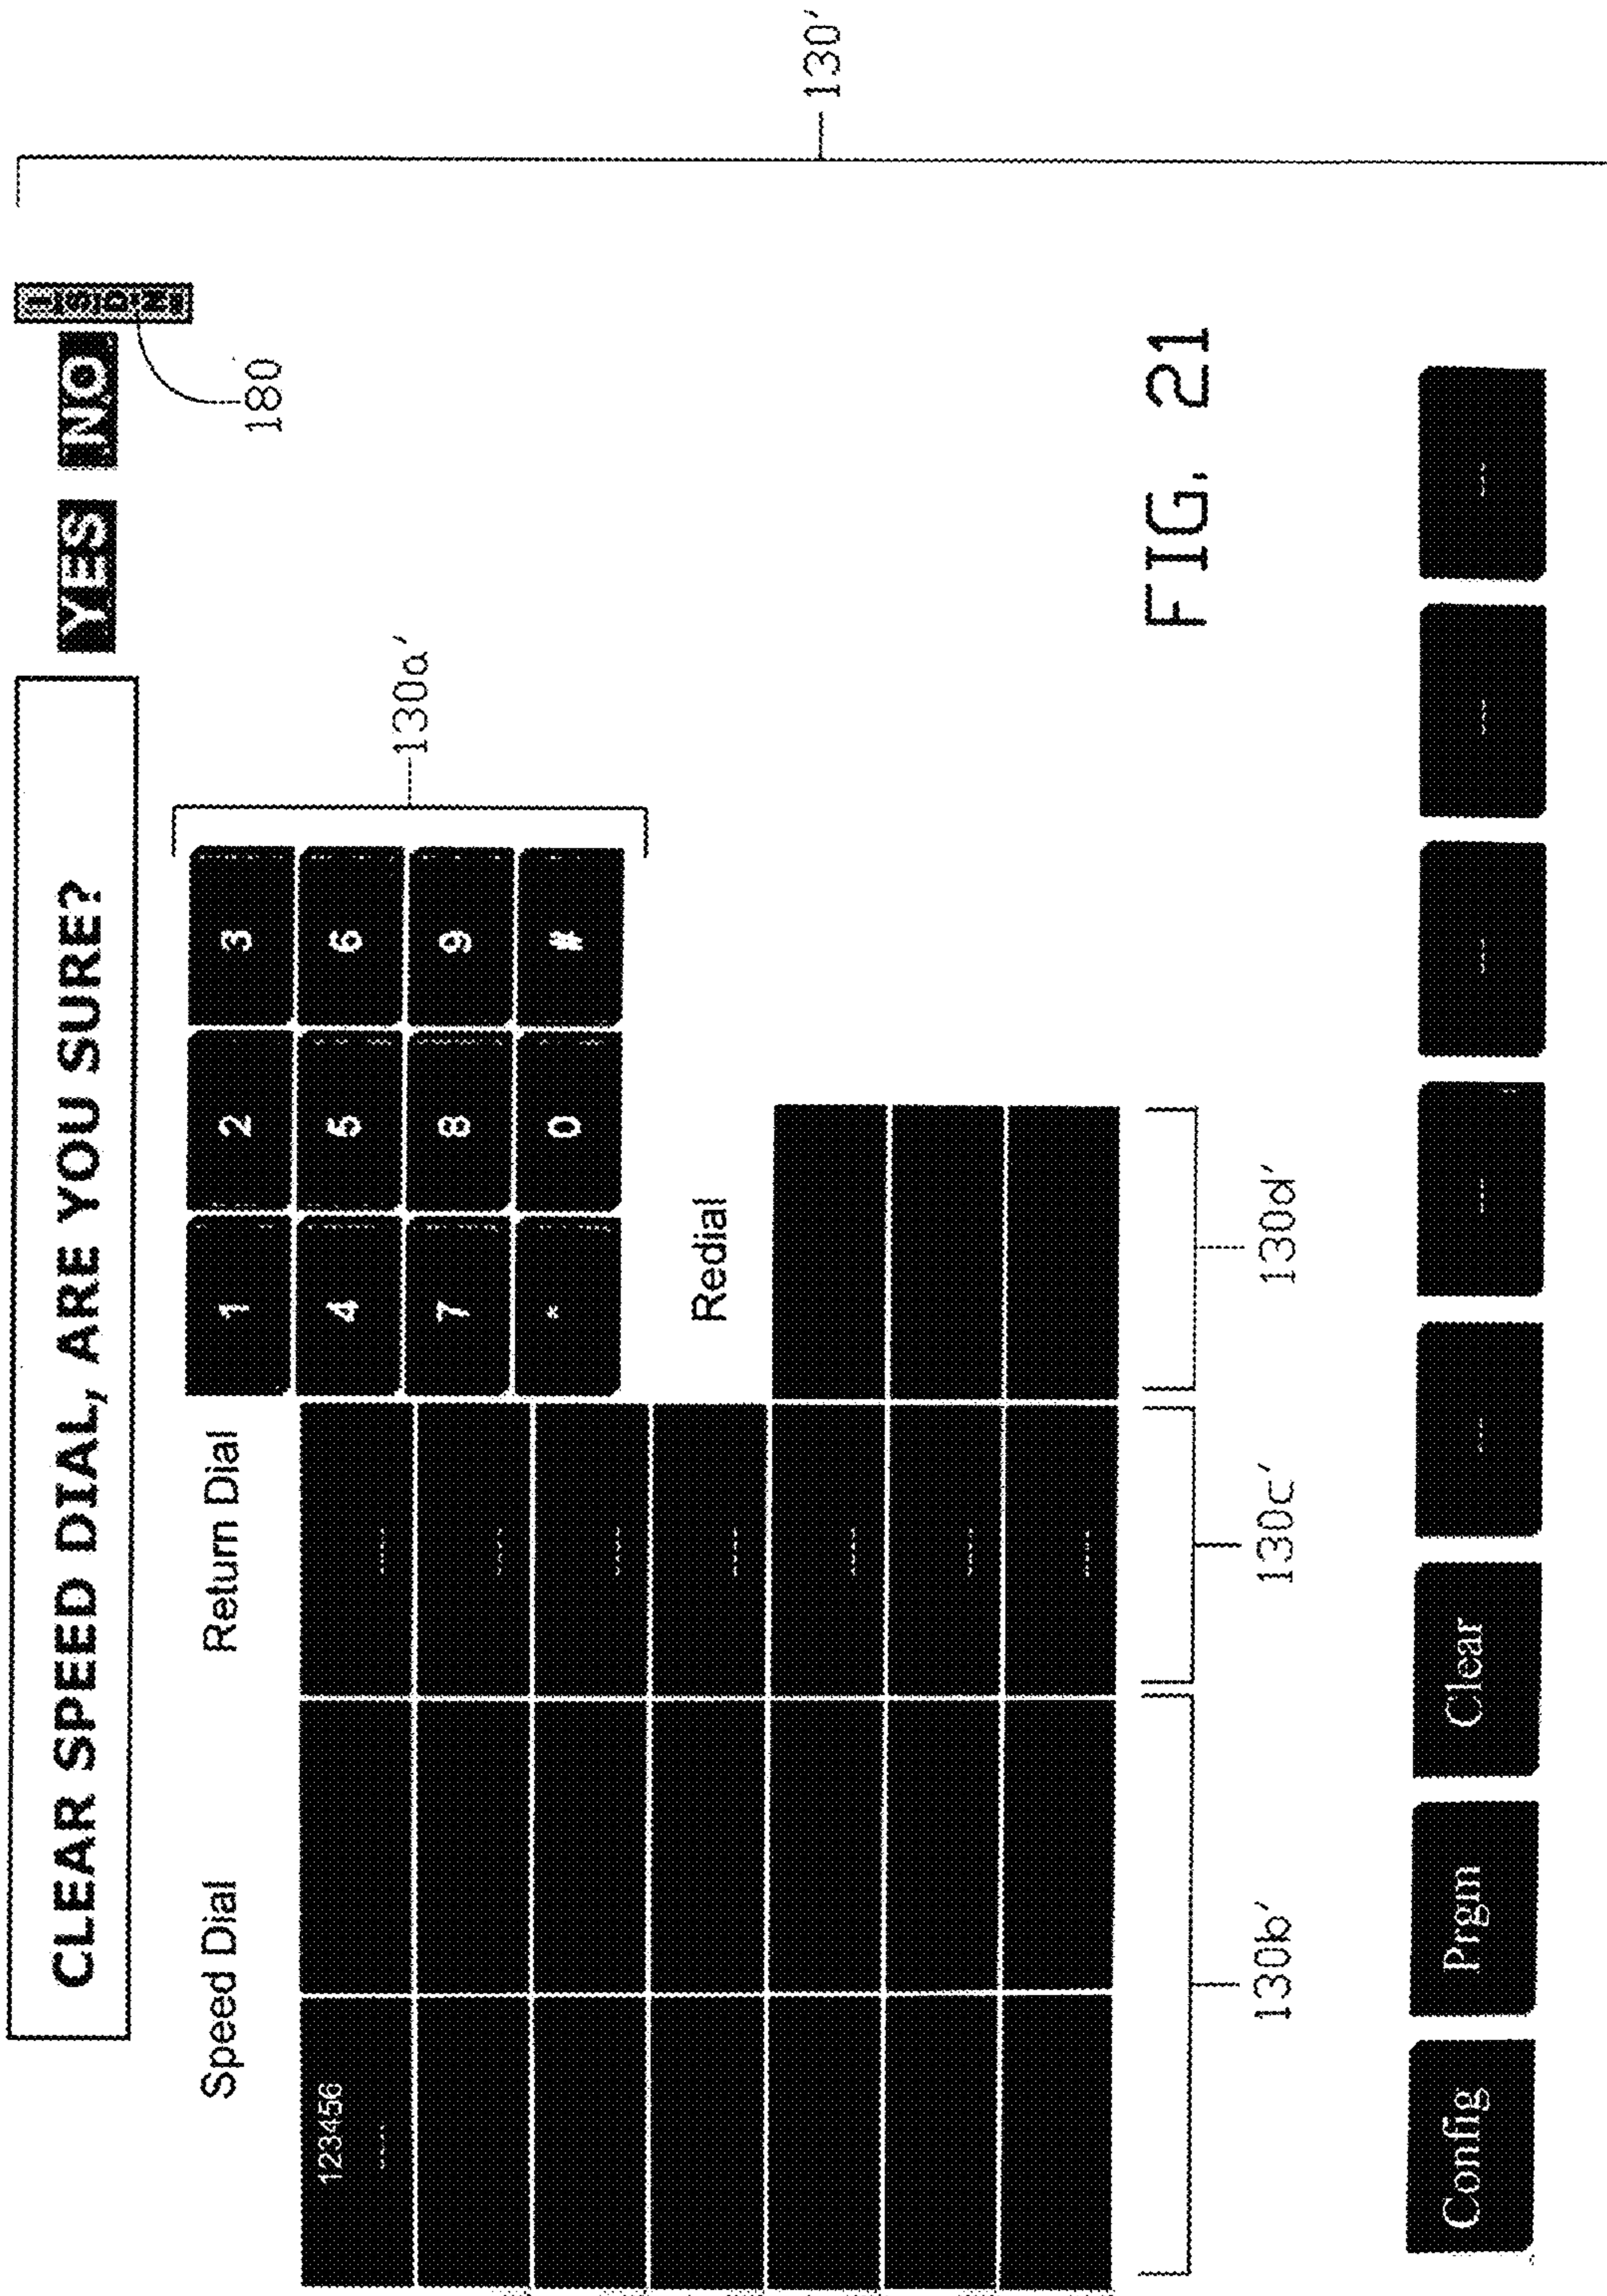 CLEAR SPEED DIAL, ARE YOU SURE? YES NO
ISDN
180
130'
Speed Dial Return Dial
1 2 3
4 5 6
7 8 9
* 0 #
130a'
123456
----
----
----
----
----
----
----
----
Redial
130b' 130c' 130d'
FIG. 21
Config Prgm Clear ---- ---- --- --- ---